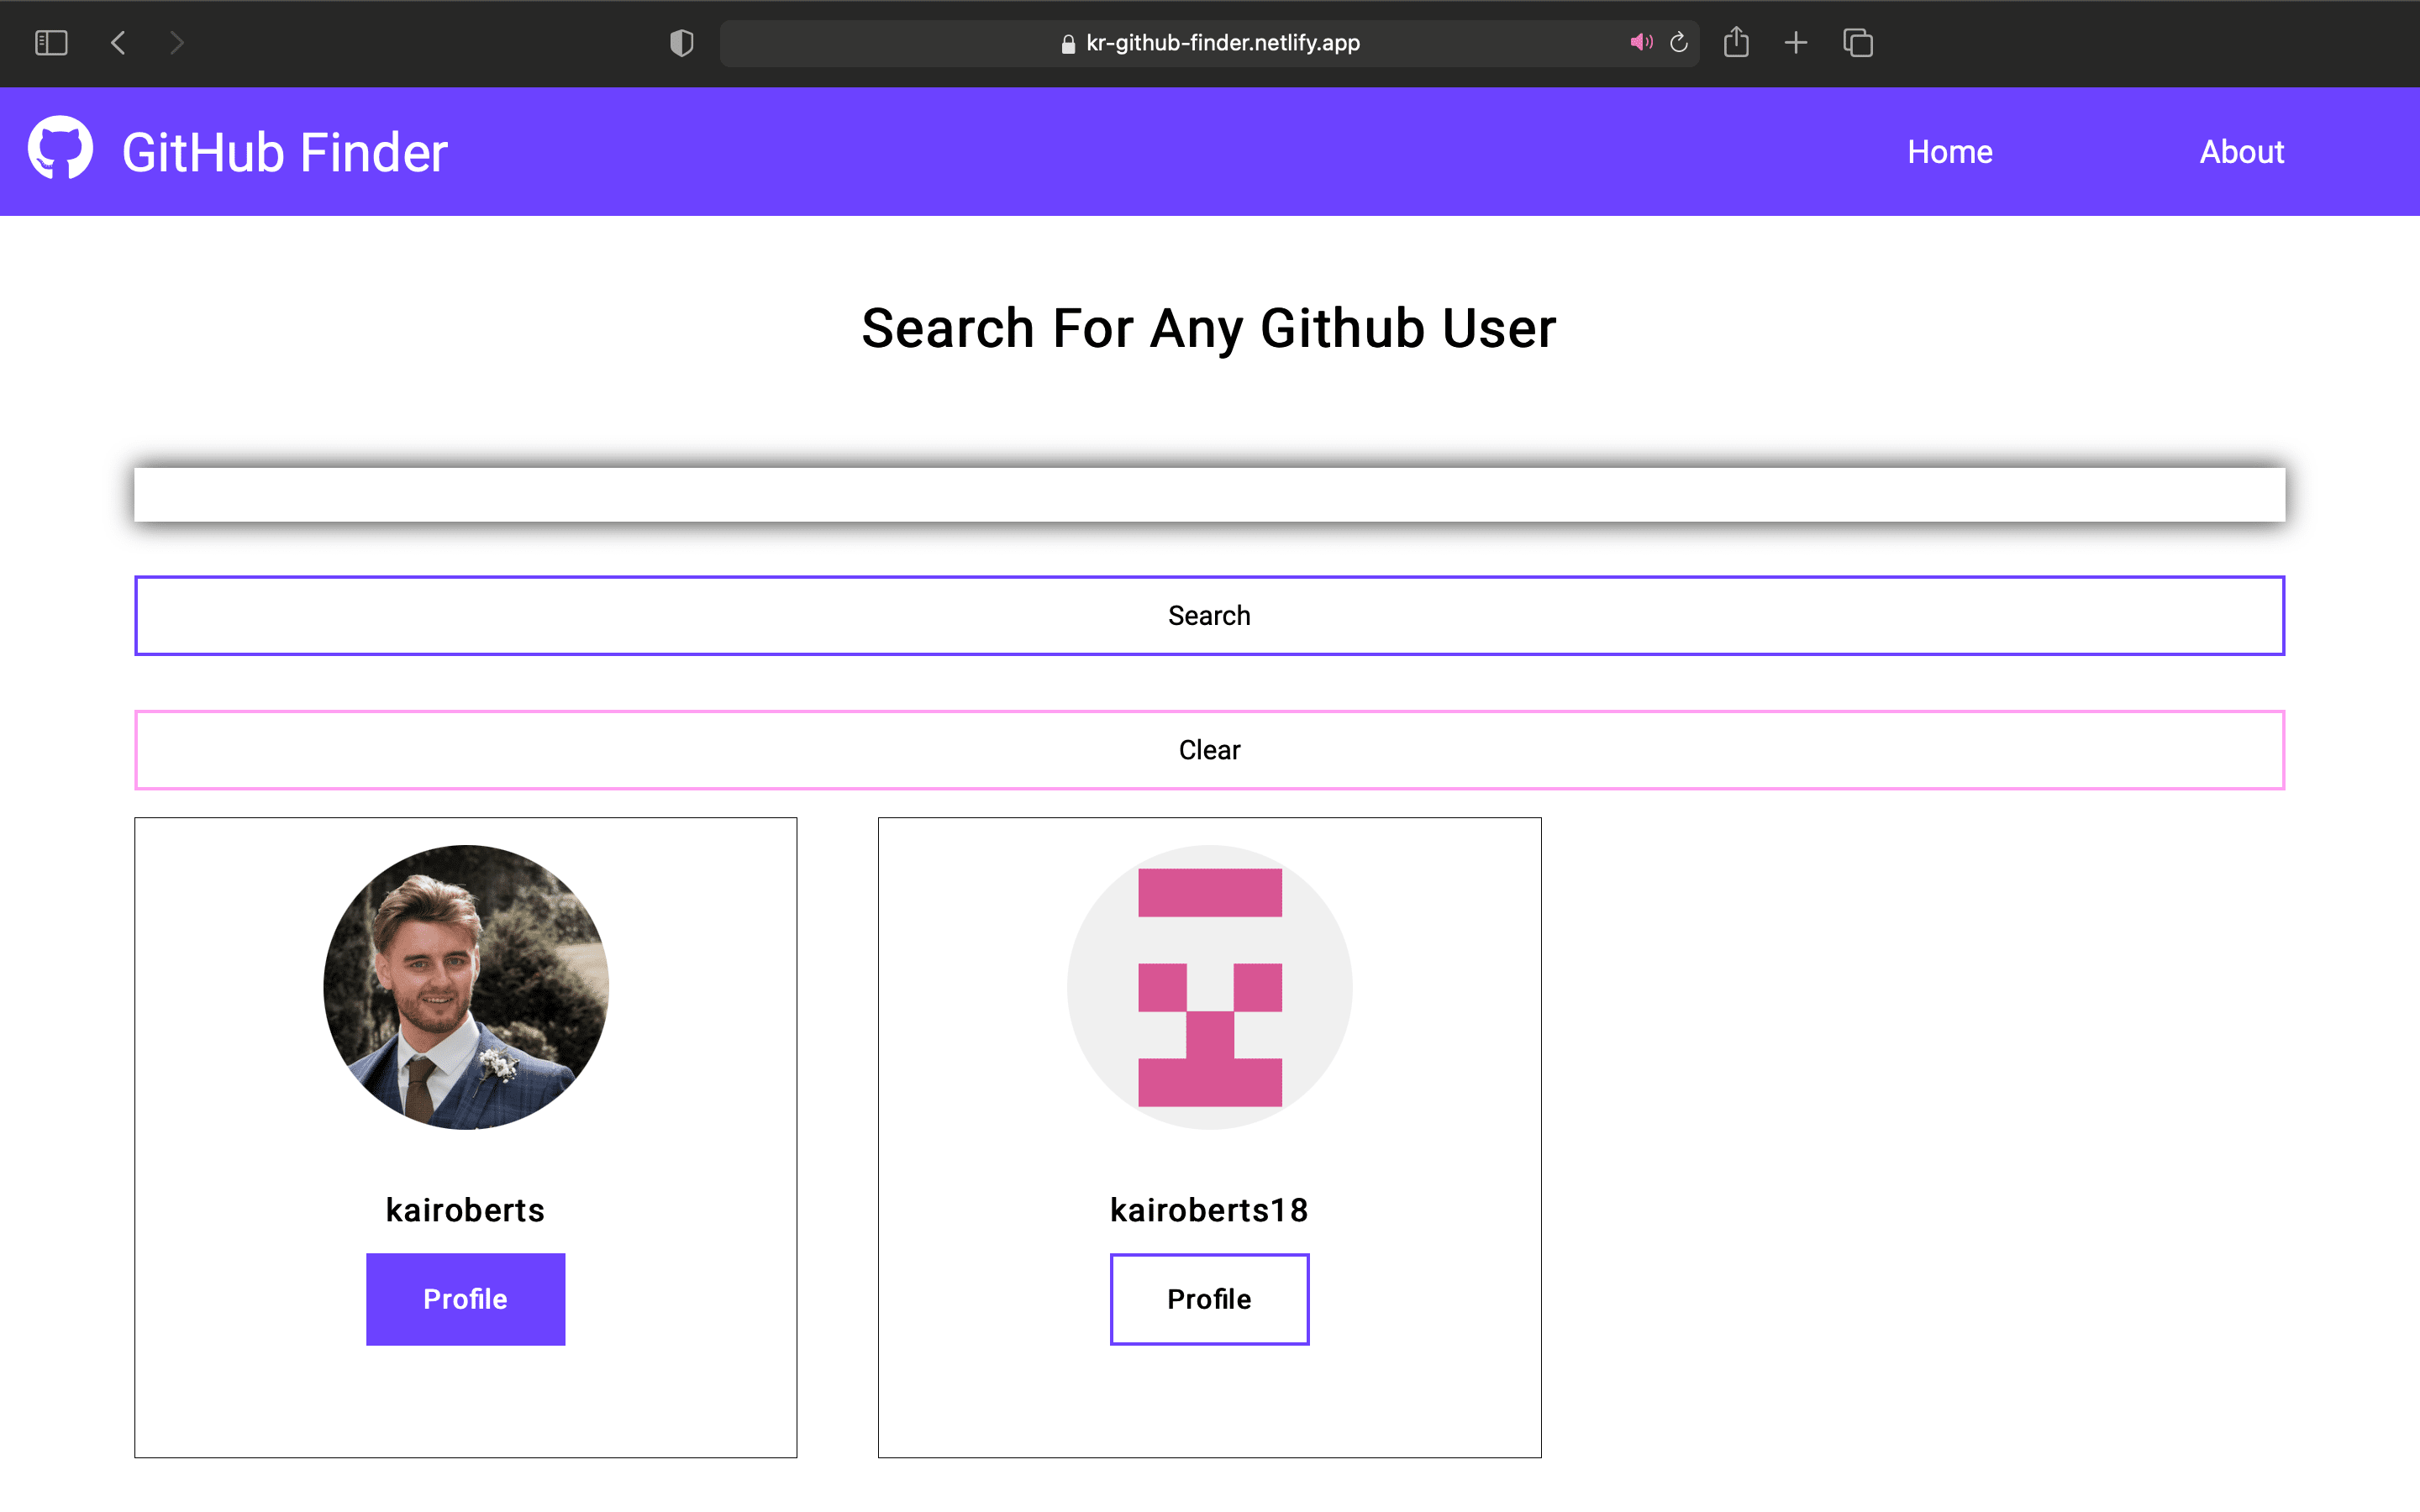 kr-github-finder.netlify.app
GitHub Finder
Home
About
Search For Any Github User
Search
Clear
kairoberts
kairoberts18
Profile
Profile